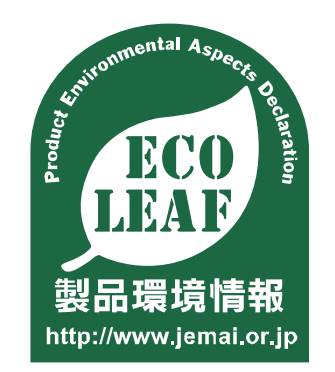 Product Environmental Aspects Declaration
ECO
LEAF
製品環境情報
http://www.jemai.or.jp